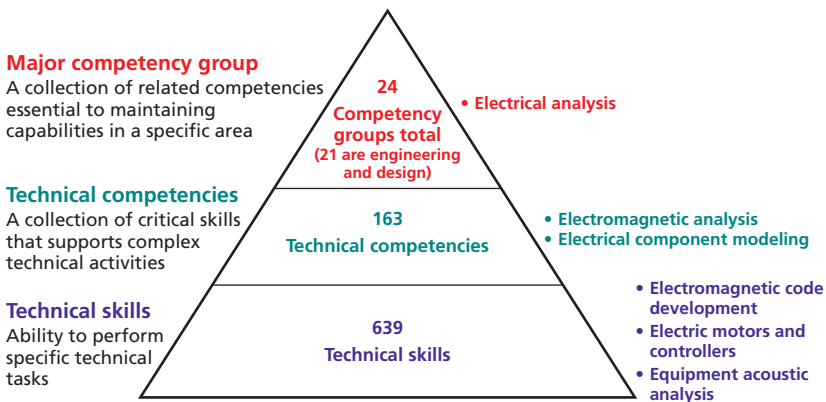 Major competency group
A collection of related competencies
essential to maintaining
capabilities in a specific area
24
Competency
groups total
(21 are engineering
and design)
• Electrical analysis
Technical competencies
A collection of critical skills
that supports complex
technical activities
163
Technical competencies
• Electromagnetic analysis
• Electrical component modeling
Technical skills
Ability to perform
specific technical
tasks
639
Technical skills
• Electromagnetic code
development
• Electric motors and
controllers
• Equipment acoustic
analysis